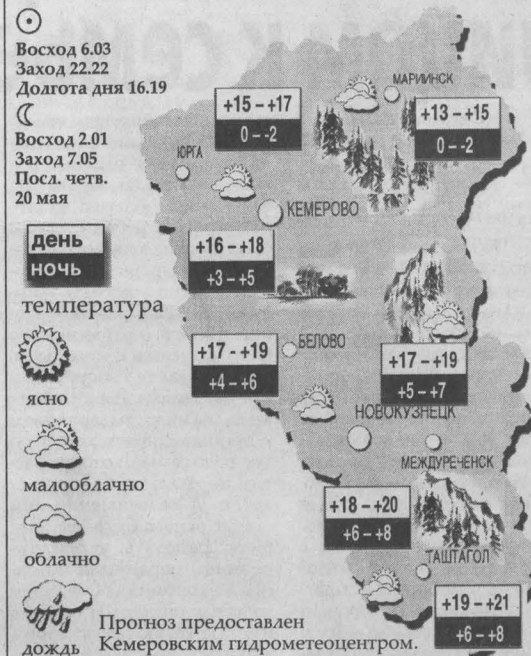 Восход 6.03
Заход 22.22
Долгота дня 16.19
Восход 2.01
Заход 7.05
Посл. четв.
20 мая
день
ночь
температура
ясно
малооблачно
облачно
дождь
МАРИИНСК
+15 – +17
0 – -2
+13 – +15
0 – -2
ЮРГА
КЕМЕРОВО
+16 – +18
+3 – +5
БЕЛОВО
+17 - +19
+4 – +6
+17 – +19
+5 – +7
НОВОКУЗНЕЦК
МЕЖДУРЕЧЕНСК
+18 – +20
+6 – +8
ТАШТАГОЛ
+19 – +21
+6 – +8
Прогноз предоставлен
Кемеровским гидрометеоцентром.